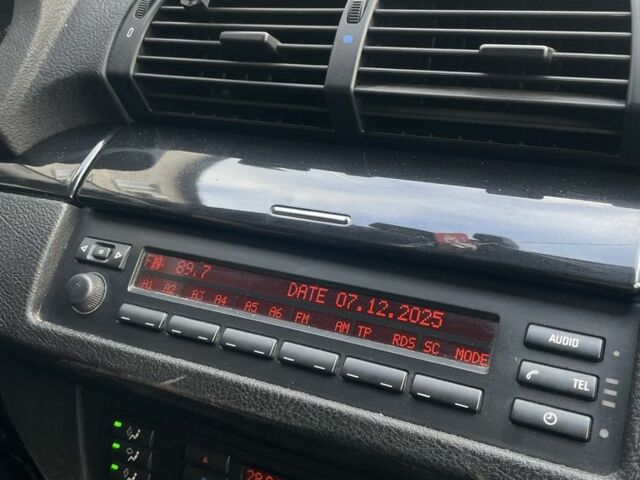 0
FM 89.7 DATE 07.12.2025
A1 A2 A3 A4 A5 A6 FM AM TP RDS SC MODE
AUDIO
TEL